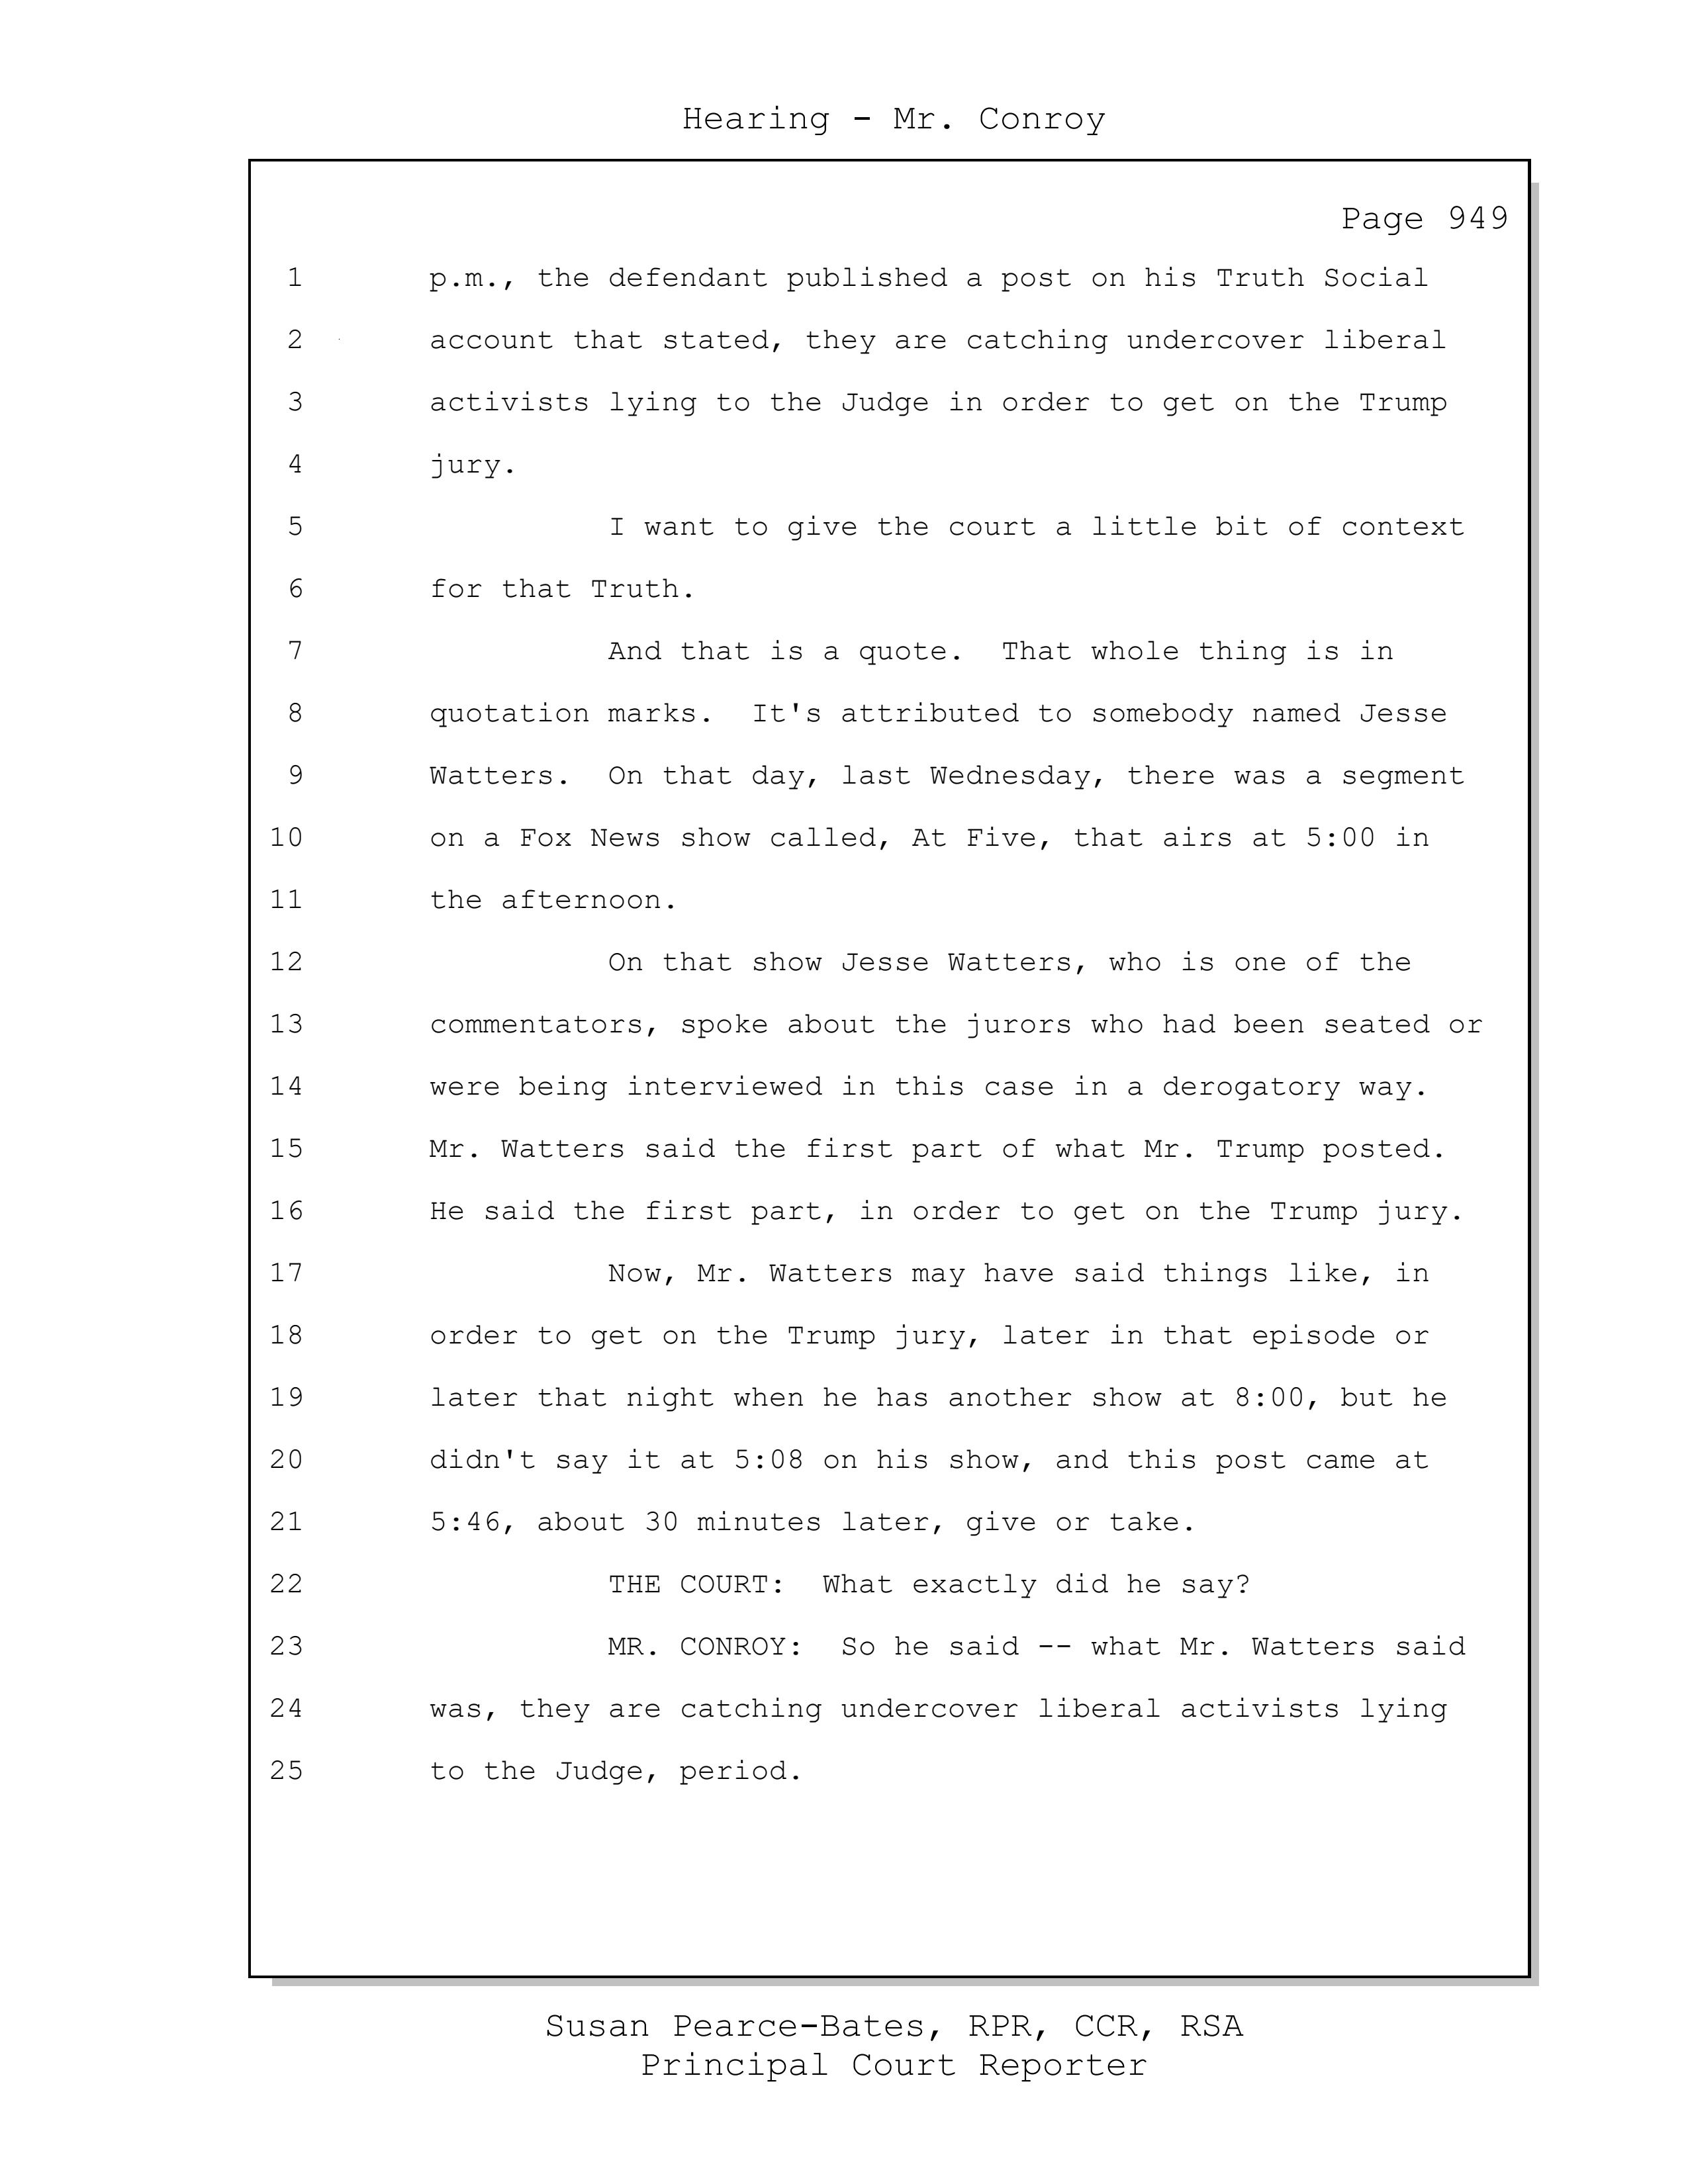 Hearing - Mr. Conroy
Page 949
1 p.m., the defendant published a post on his Truth Social
2 account that stated, they are catching undercover liberal
3 activists lying to the Judge in order to get on the Trump
4 jury.
5 I want to give the court a little bit of context
6 for that Truth.
7 And that is a quote. That whole thing is in
8 quotation marks. It's attributed to somebody named Jesse
9 Watters. On that day, last Wednesday, there was a segment
10 on a Fox News show called, At Five, that airs at 5:00 in
11 the afternoon.
12 On that show Jesse Watters, who is one of the
13 commentators, spoke about the jurors who had been seated or
14 were being interviewed in this case in a derogatory way.
15 Mr. Watters said the first part of what Mr. Trump posted.
16 He said the first part, in order to get on the Trump jury.
17 Now, Mr. Watters may have said things like, in
18 order to get on the Trump jury, later in that episode or
19 later that night when he has another show at 8:00, but he
20 didn't say it at 5:08 on his show, and this post came at
21 5:46, about 30 minutes later, give or take.
22 THE COURT: What exactly did he say?
23 MR. CONROY: So he said -- what Mr. Watters said
24 was, they are catching undercover liberal activists lying
25 to the Judge, period.
Susan Pearce-Bates, RPR, CCR, RSA
Principal Court Reporter